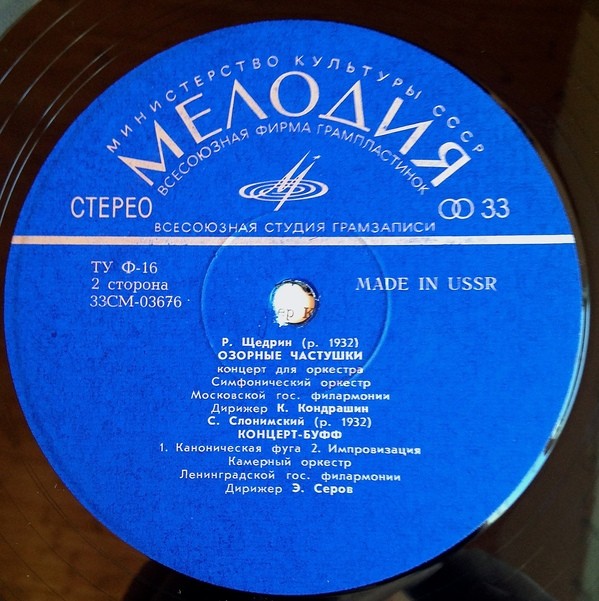 МИНИСТЕРСТВО КУЛЬТУРЫ СССР
МЕЛОДИЯ
ВСЕСОЮЗНАЯ ФИРМА ГРАМПЛАСТИНОК
СТЕРЕО
33
ВСЕСОЮЗНАЯ СТУДИЯ ГРАМЗАПИСИ
ТУ Ф-16
2 сторона
33СМ-03676
MADE IN USSR
Р. Щедрин (р. 1932)
ОЗОРНЫЕ ЧАСТУШКИ
концерт для оркестра
Симфонический оркестр
Московской гос. филармонии
Дирижер К. Кондрашин
С. Слонимский (р. 1932)
КОНЦЕРТ-БУФФ
1. Каноническая фуга 2. Импровизация
Камерный оркестр
Ленинградской гос. филармонии
Дирижер Э. Серов